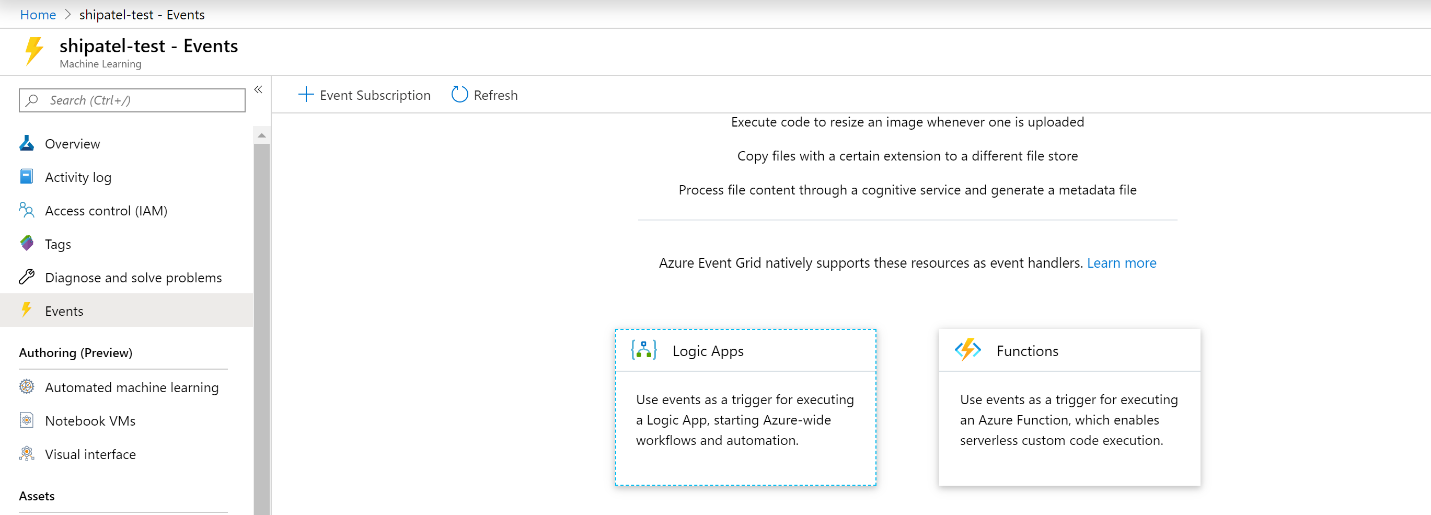 Home > shipatel-test - Events
shipatel-test - Events
Machine Learning
Search (Ctrl+/)
«
Overview
Activity log
Access control (IAM)
Tags
Diagnose and solve problems
Events
Authoring (Preview)
Automated machine learning
Notebook VMs
Visual interface
Assets
+ Event Subscription
Refresh
Execute code to resize an image whenever one is uploaded
Copy files with a certain extension to a different file store
Process file content through a cognitive service and generate a metadata file
Azure Event Grid natively supports these resources as event handlers. Learn more
Logic Apps
Use events as a trigger for executing
a Logic App, starting Azure-wide
workflows and automation.
Functions
Use events as a trigger for executing
an Azure Function, which enables
serverless custom code execution.